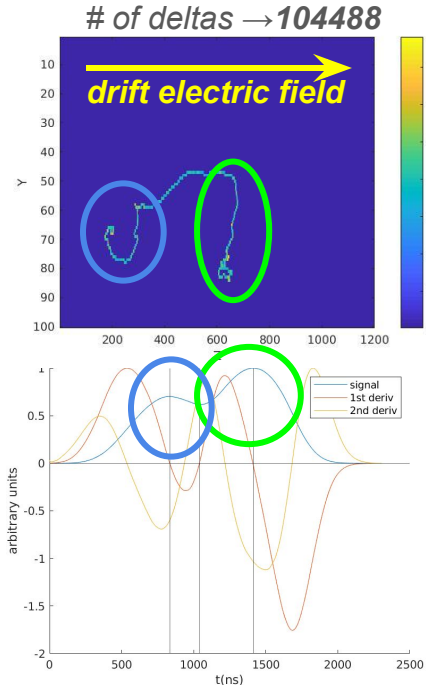 # of deltas →104488
drift electric field
10
20
30
40
50
60
70
80
90
100
Y
200 400 600 800 1000 1200
signal
1st deriv
2nd deriv
1
0.5
0
-0.5
-1
-1.5
-2
arbitrary units
0 500 1000 1500 2000 2500
t(ns)